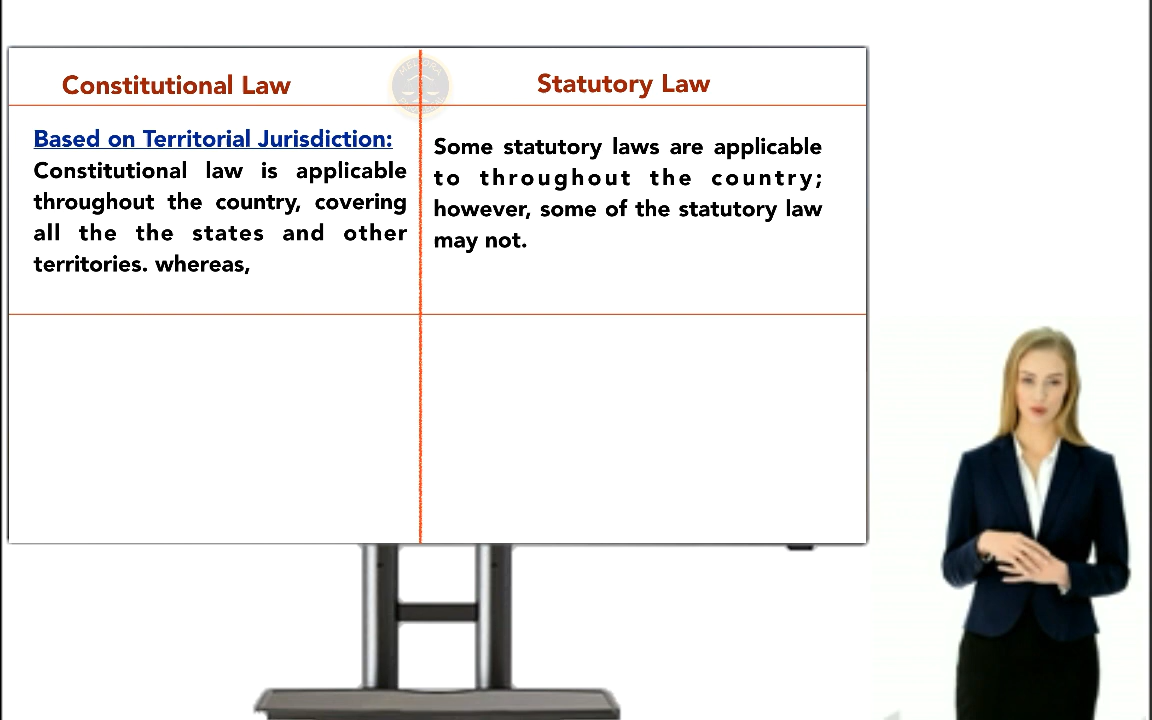 Constitutional Law
Statutory Law
Based on Territorial Jurisdiction:
Constitutional law is applicable
throughout the country, covering
all the the states and other
territories. whereas,
Some statutory laws are applicable
to throughout the country;
however, some of the statutory law
may not.